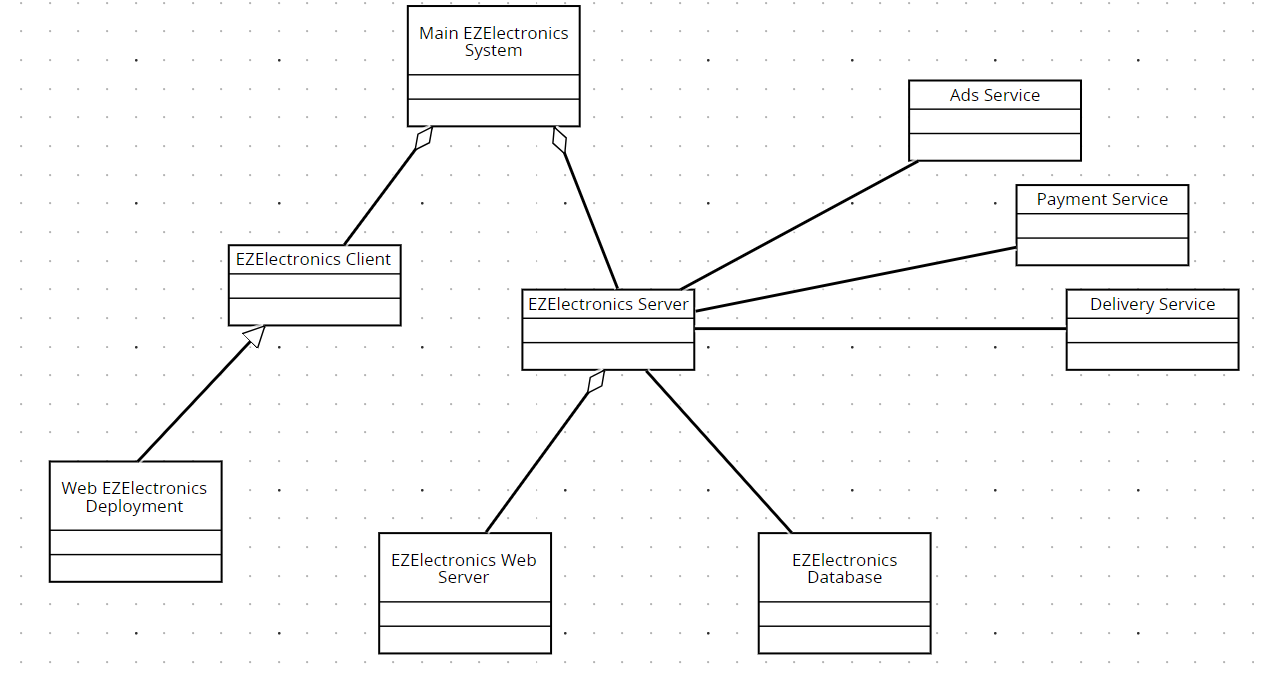 Main EZElectronics
System
Ads Service
Payment Service
EZElectronics Client
EZElectronics Server
Delivery Service
Web EZElectronics
Deployment
EZElectronics Web
Server
EZElectronics
Database